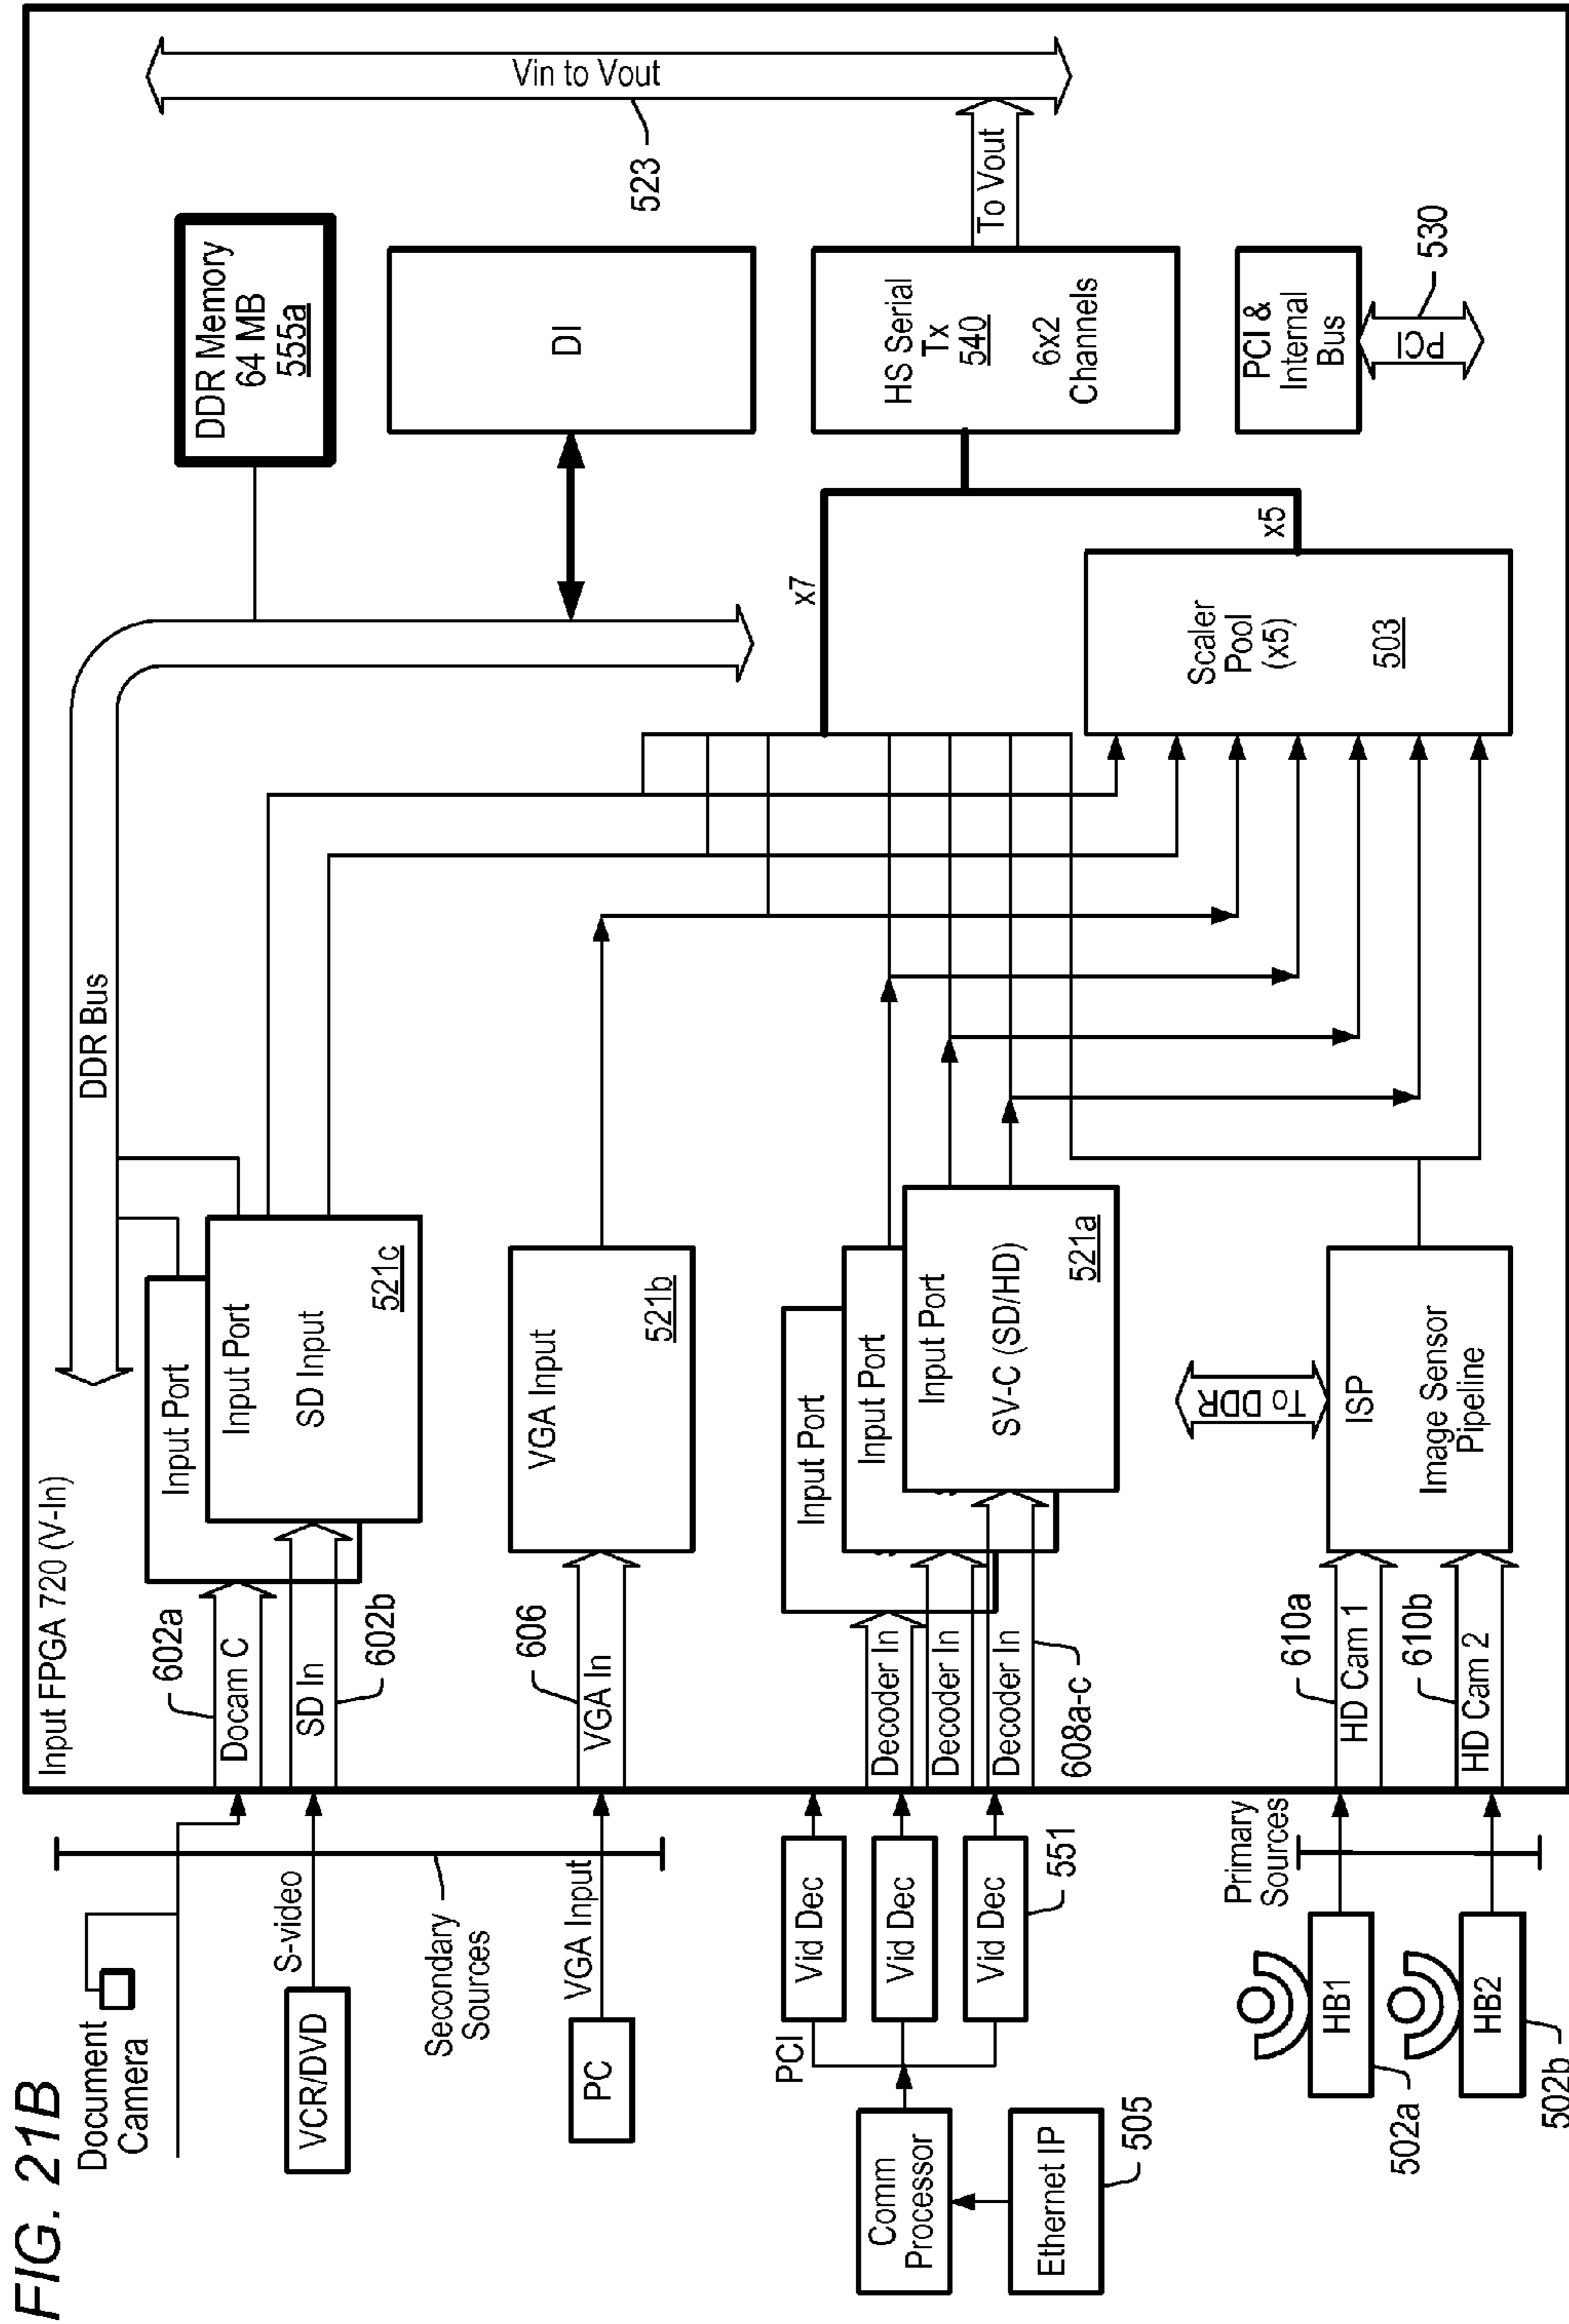 FIG. 21B
Document
Camera
VCR/DVD
S-video
Secondary
Sources
PC
VGA Input
Comm
Processor
Ethernet IP
505
PCI
Vid Dec
Vid Dec
Vid Dec
551
Primary
Sources
HB1
502a
HB2
502b
Input FPGA 720 (V-In)
602a
Docam C
SD In
602b
606
VGA In
Decoder In
Decoder In
Decoder In
608a-c
610a
HD Cam 1
610b
HD Cam 2
Input Port
Input Port
SD Input
521c
VGA Input
521b
Input Port
Input Port
Input Port
SV-C (SD/HD)
521a
To DDR
ISP
Image Sensor
Pipeline
DDR Bus
x7
x5
Scaler
Pool
(x5)
503
DDR Memory
64 MB
555a
DI
HS Serial
Tx
540
6x2
Channels
PCI &
Internal
Bus
PCI
530
To Vout
523
Vin to Vout